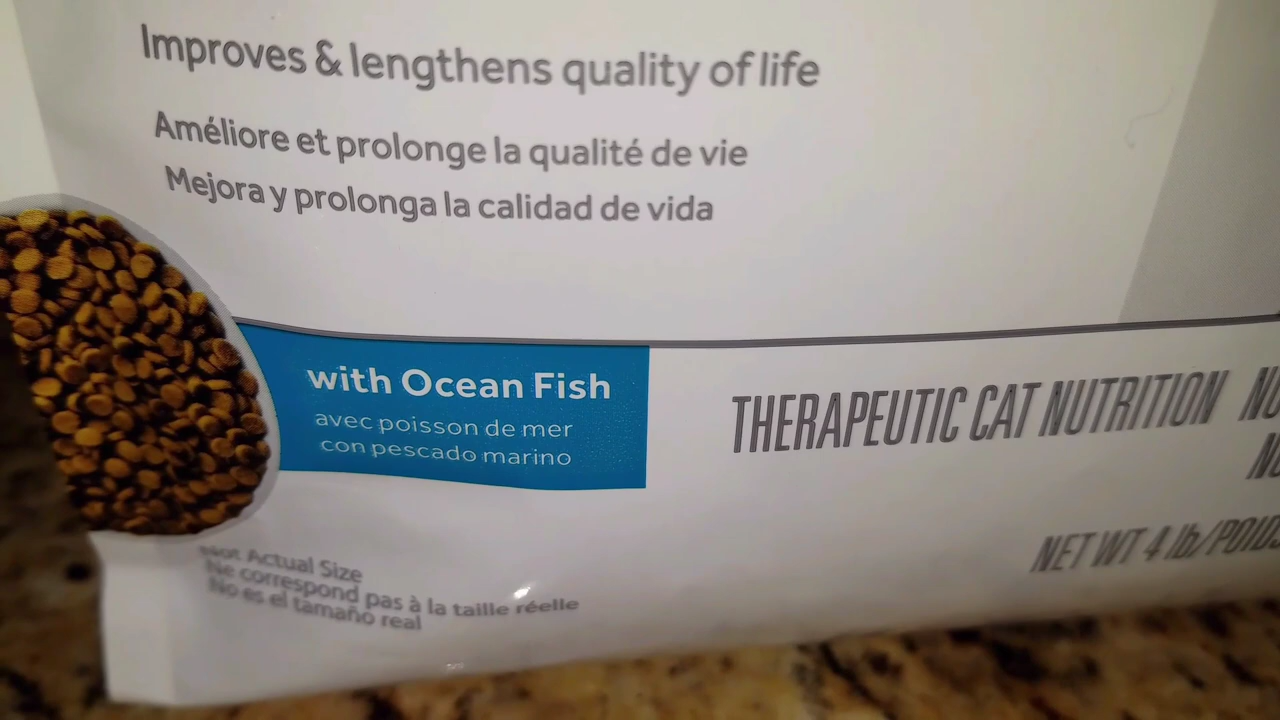 Improves & lengthens quality of life
Améliore et prolonge la qualité de vie
Mejora y prolonga la calidad de vida
with Ocean Fish
avec poisson de mer
con pescado marino
THERAPEUTIC CAT NUTRITION
NET WT 4 lb/POIDS
Not Actual Size
Ne correspond pas à la taille réelle
No es el tamaño real